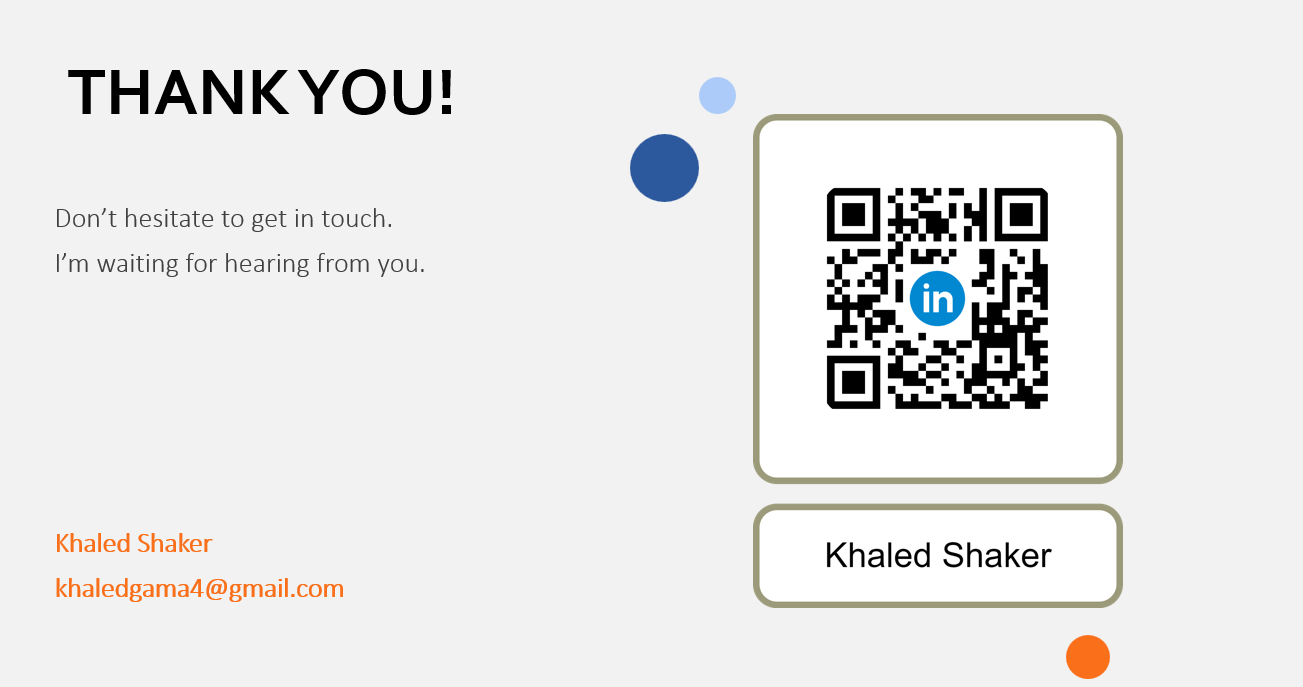 THANK YOU!
Don’t hesitate to get in touch.
I’m waiting for hearing from you.
in
Khaled Shaker
khaledgama4@gmail.com
Khaled Shaker